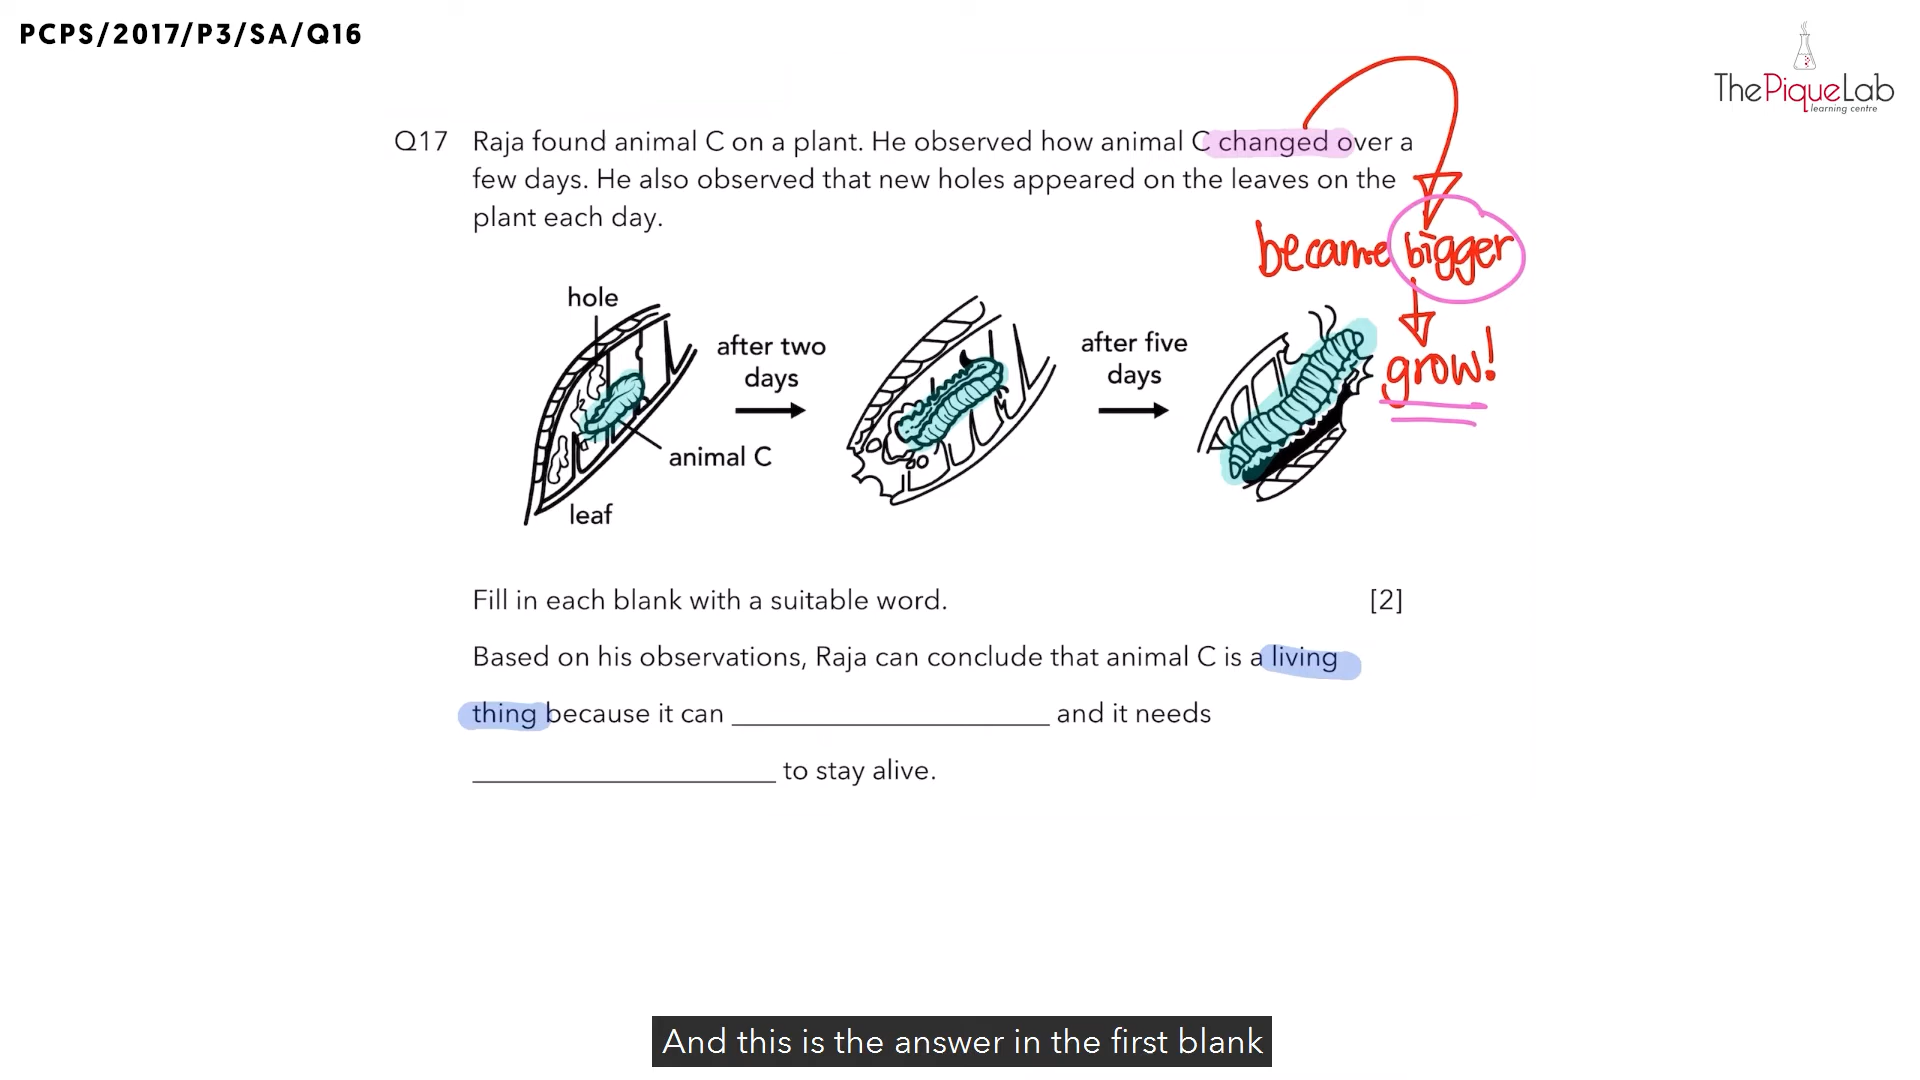 PCPS/2017/P3/SA/Q16
ThePiqueLab
learning centre
Q17 Raja found animal C on a plant. He observed how animal C changed over a
few days. He also observed that new holes appeared on the leaves on the
plant each day.
became bigger
grow!
hole
after two
days
after five
days
animal C
leaf
Fill in each blank with a suitable word. [2]
Based on his observations, Raja can conclude that animal C is a living
thing because it can ______________________ and it needs
______________________ to stay alive.
And this is the answer in the first blank